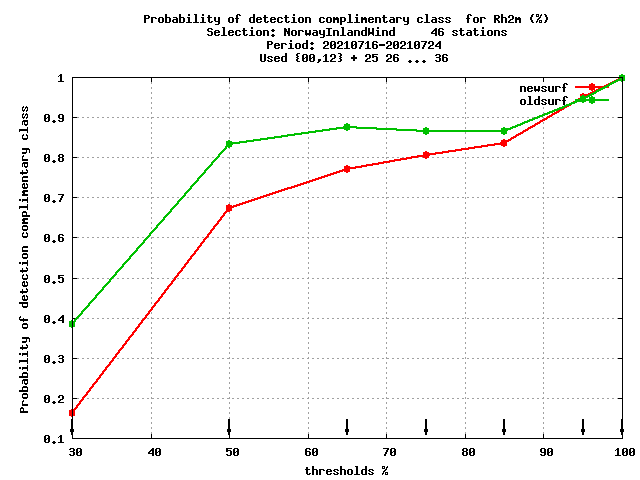 Probability of detection complimentary class  for Rh2m (%)
Selection: NorwayInlandWind     46 stations
Period: 20210716-20210724
Used {00,12} + 25 26 ... 36
newsurf
oldsurf
Probability of detection complimentary class
1
0.9
0.8
0.7
0.6
0.5
0.4
0.3
0.2
0.1
30 40 50 60 70 80 90 100
thresholds %